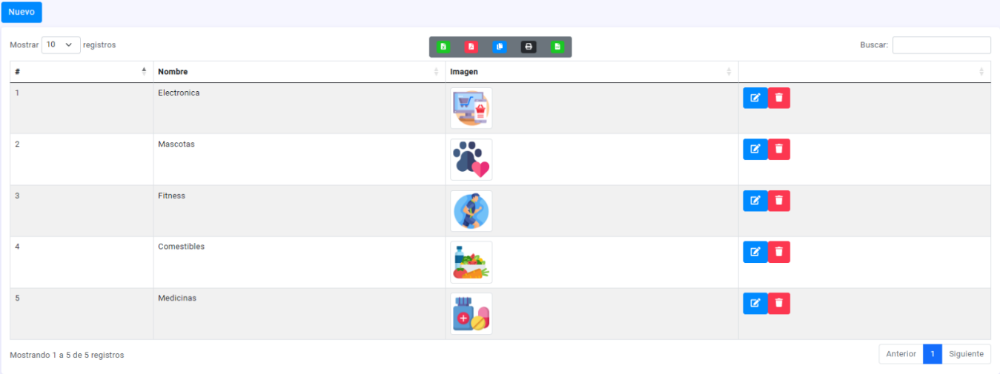 Nuevo
Mostrar 10 registros
Buscar:
# Nombre Imagen
1 Electronica
2 Mascotas
3 Fitness
4 Comestibles
5 Medicinas
Mostrando 1 a 5 de 5 registros
Anterior 1 Siguiente